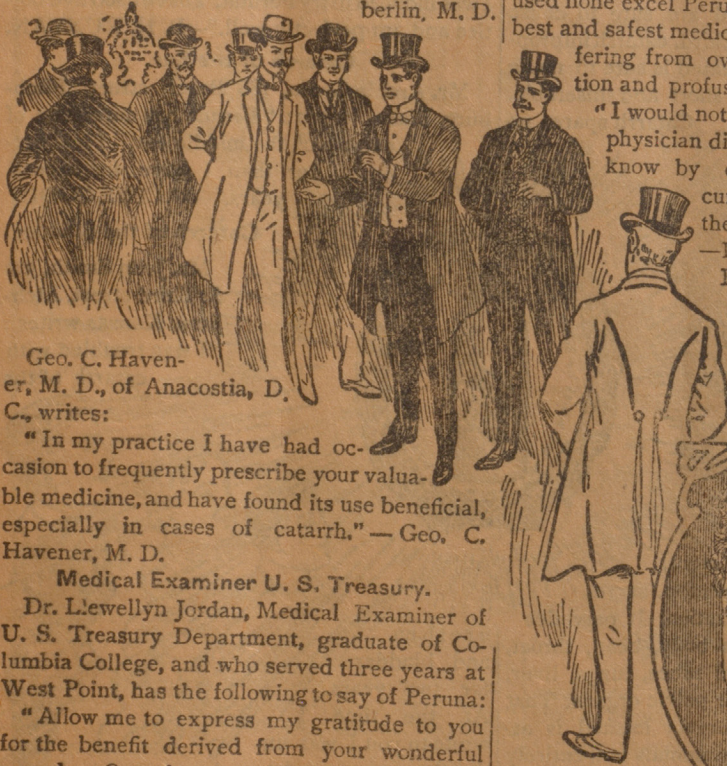 berlin, M. D.
Geo. C. Haven-
er, M. D., of Anacostia, D.
C., writes:
"In my practice I have had oc-
casion to frequently prescribe your valua-
ble medicine, and have found its use beneficial,
especially in cases of catarrh."—Geo. C.
Havener, M. D.
Medical Examiner U. S. Treasury.
Dr. Llewellyn Jordan, Medical Examiner of
U. S. Treasury Department, graduate of Co-
lumbia College, and who served three years at
West Point, has the following to say of Peruna:
"Allow me to express my gratitude to you
for the benefit derived from your wonderful
used none excel Peru
best and safest medic
fering from ov
tion and profus
"I would not
physician di
know by
cu
the